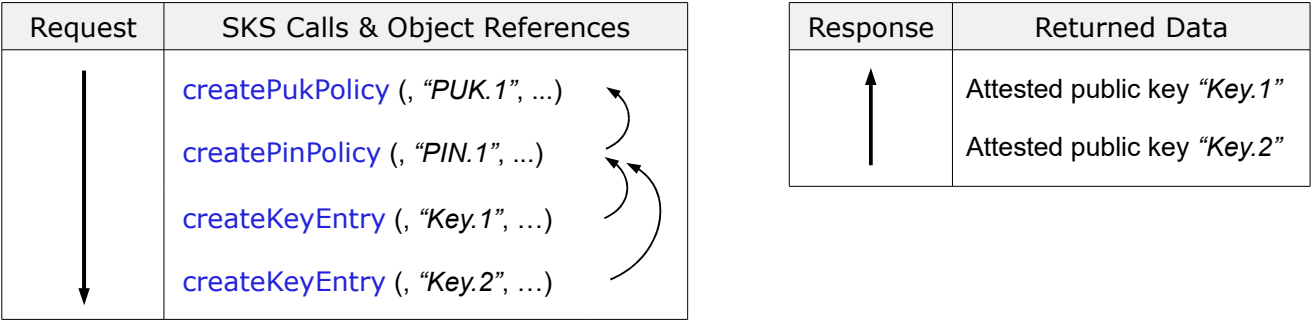 Request SKS Calls & Object References
createPukPolicy (, “PUK.1”, ...)
createPinPolicy (, “PIN.1”, ...)
createKeyEntry (, “Key.1”, …)
createKeyEntry (, “Key.2”, …)
Response Returned Data
Attested public key “Key.1”
Attested public key “Key.2”